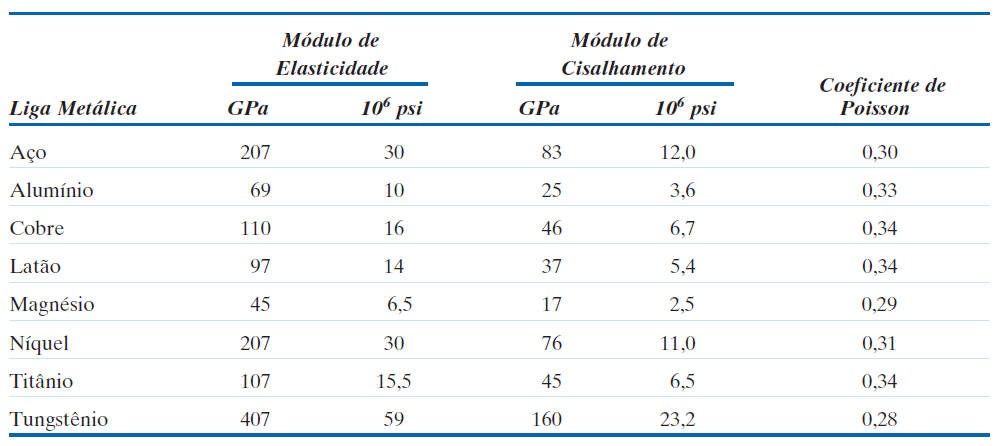 Módulo de Módulo de
Elasticidade Cisalhamento
Coeficiente de
Liga Metálica GPa 10⁶ psi GPa 10⁶ psi Poisson
Aço 207 30 83 12,0 0,30
Alumínio 69 10 25 3,6 0,33
Cobre 110 16 46 6,7 0,34
Latão 97 14 37 5,4 0,34
Magnésio 45 6,5 17 2,5 0,29
Níquel 207 30 76 11,0 0,31
Titânio 107 15,5 45 6,5 0,34
Tungstênio 407 59 160 23,2 0,28